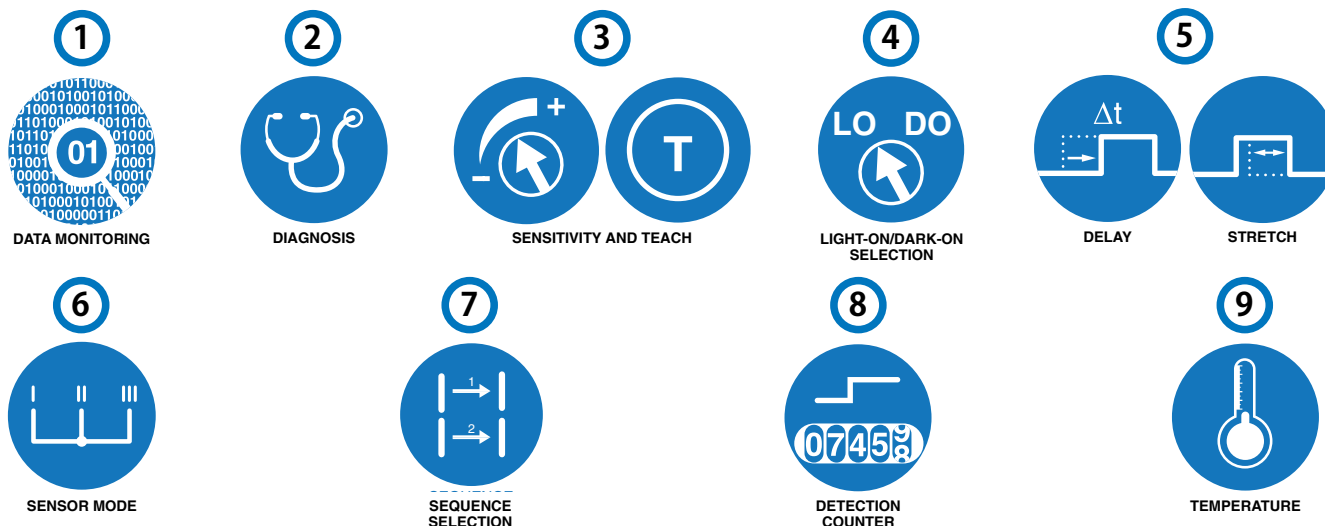 1
2
3
4
5
01
+
-
T
LO DO
Δt
DATA MONITORING
DIAGNOSIS
SENSITIVITY AND TEACH
LIGHT-ON/DARK-ON
SELECTION
DELAY
STRETCH
6
7
8
9
I II III
1
2
0745
SENSOR MODE
SEQUENCE
SELECTION
DETECTION
COUNTER
TEMPERATURE